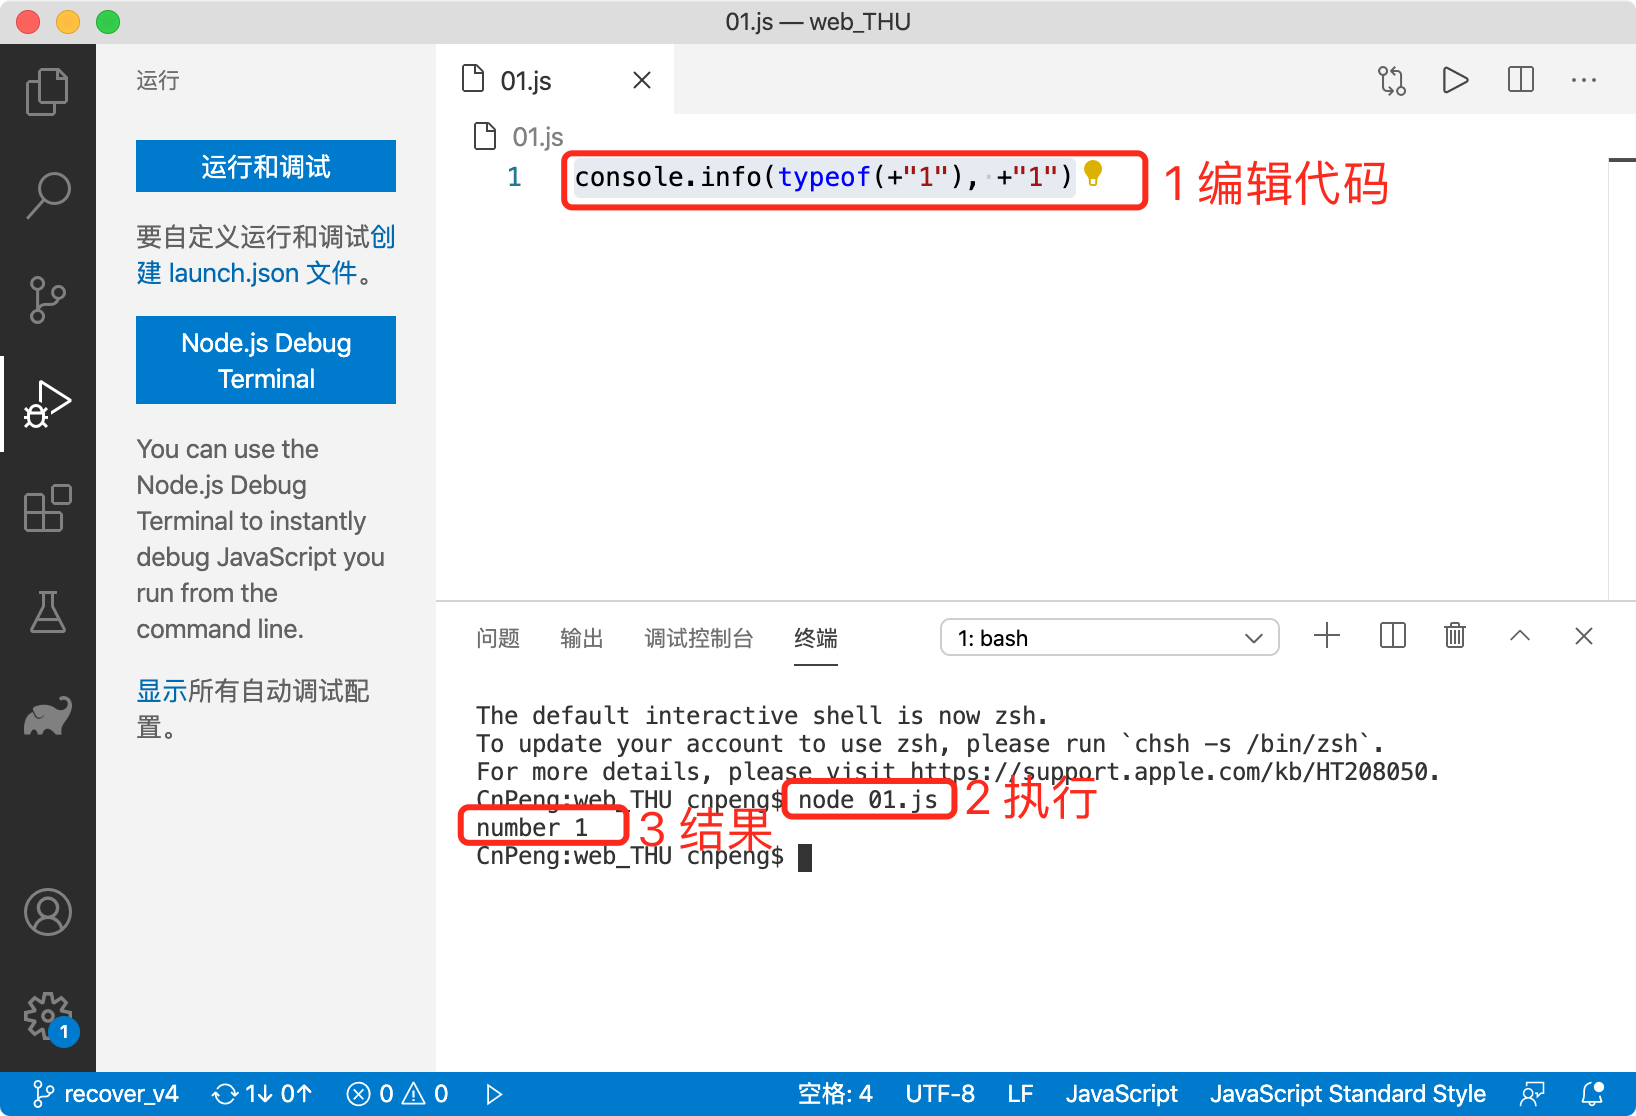 01.js — web_THU
运行
运行和调试
要自定义运行和调试创
建 launch.json 文件。
Node.js Debug
Terminal
You can use the
Node.js Debug
Terminal to instantly
debug JavaScript you
run from the
command line.
显示所有自动调试配
置。
01.js
01.js
1 console.info(typeof(+"1"), +"1")
1 编辑代码
问题 输出 调试控制台 终端 1: bash
The default interactive shell is now zsh.
To update your account to use zsh, please run `chsh -s /bin/zsh`.
For more details, please visit https://support.apple.com/kb/HT208050.
CnPeng:web_THU cnpeng$ node 01.js
2 执行
number 1
3 结果
CnPeng:web_THU cnpeng$
1
recover_v4 1↓ 0↑ 0 0 空格: 4 UTF-8 LF JavaScript JavaScript Standard Style